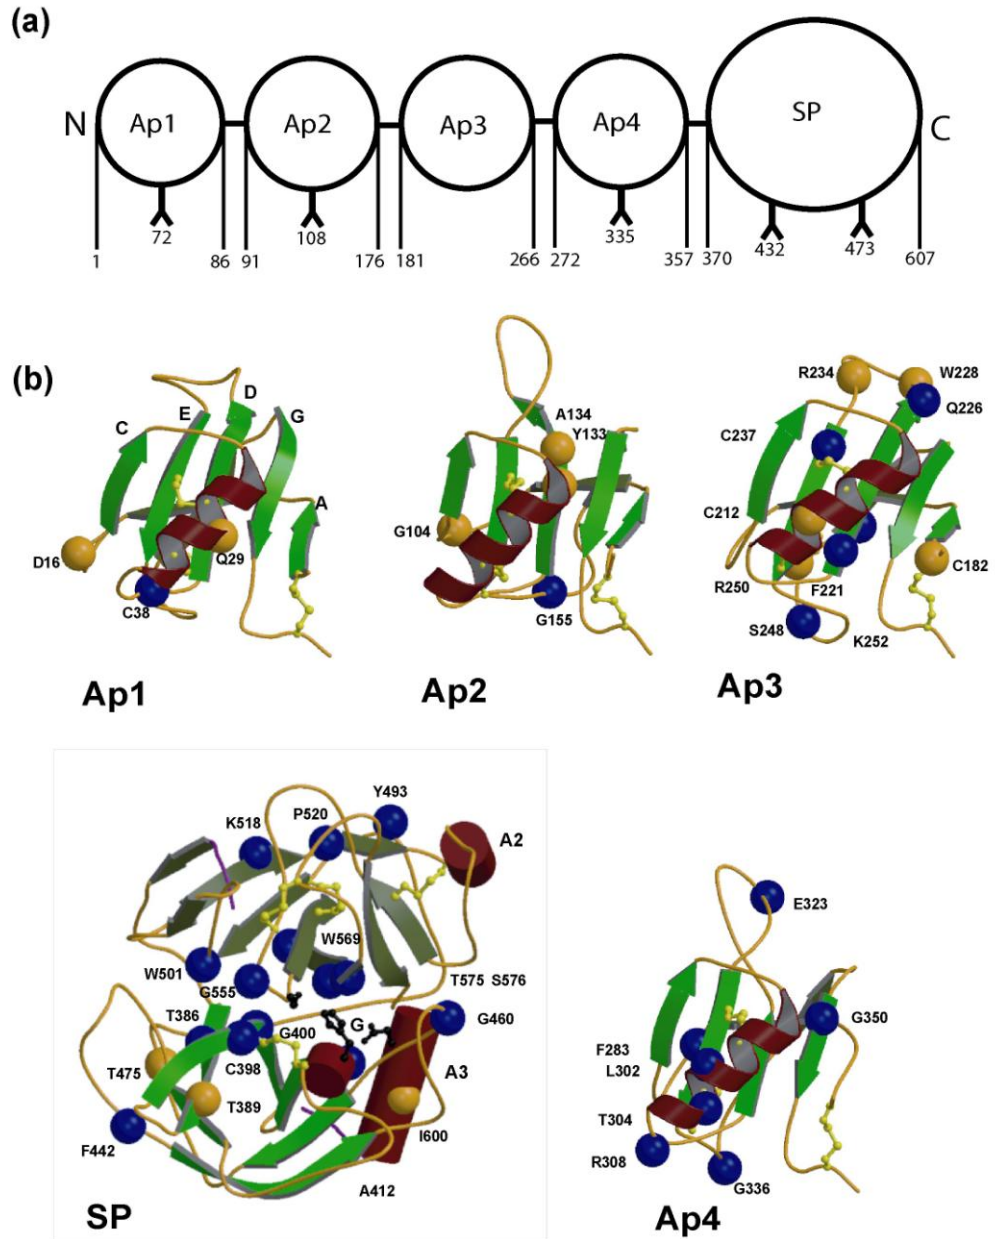 (a)
N Ap1 Ap2 Ap3 Ap4 SP C
72 108 335 432 473
1 86 91 176 181 266 272 357 370 607
(b)
C E D G A
D16 Q29
C38
Ap1
A134
Y133
G104
G155
Ap2
R234 W228
Q226
C237
C212
C182
R250 F221
S248 K252
Ap3
Y493
P520
K518
A2
W569
W501
G555
T575 S576
T386
G400 G
G460
C398
T475
A3
T389
F442
I600
A412
SP
E323
G350
F283
L302
T304
R308
G336
Ap4